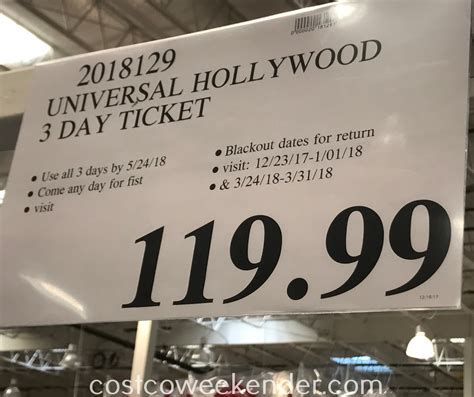 2018129
UNIVERSAL HOLLYWOOD
3 DAY TICKET
• Use all 3 days by 5/24/18
• Come any day for fist
• visit
• Blackout dates for return
• visit: 12/23/17-1/01/18
• & 3/24/18-3/31/18
119.99
costcoweekender.com